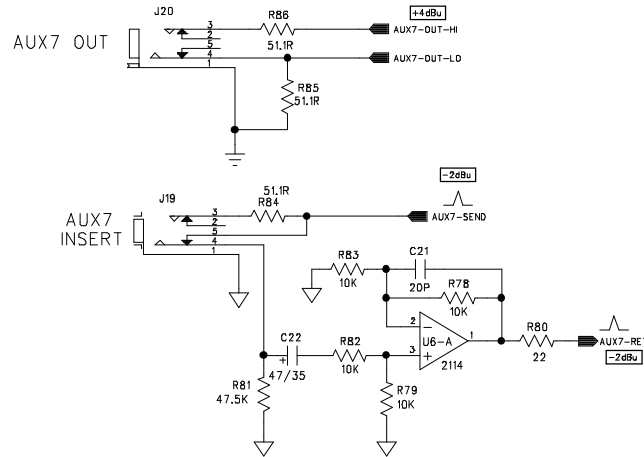 J20
+4dBu
R86
3
2
AUX7-OUT-HI
51.1R
AUX7 OUT
5
4
AUX7-OUT-LO
1
R85
51.1R
-2dBu
51.1R
J19
R84
3
AUX7-SEND
AUX7
INSERT
2
5
4
1
R83
10K
C21
20P
R78
10K
2
1
U6-A
R80
AUX7-RET
C22
R82
3
2114
22
-2dBu
+
47/35
10K
R81
47.5K
R79
10K